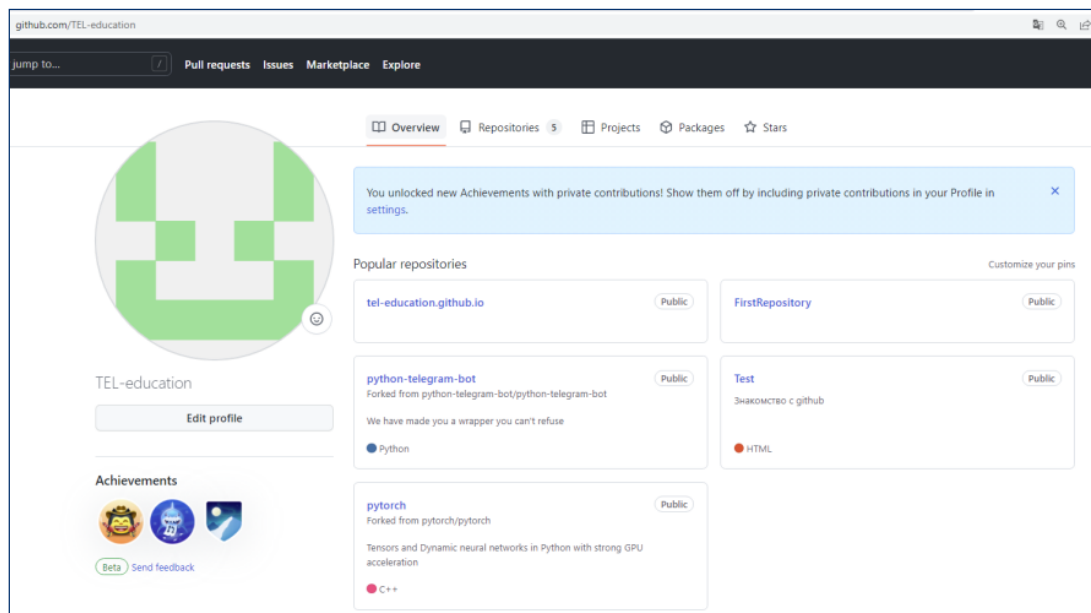 github.com/TEL-education
jump to... /
Pull requests Issues Marketplace Explore
Overview Repositories 5 Projects Packages Stars
You unlocked new Achievements with private contributions! Show them off by including private contributions in your Profile in
settings.
Popular repositories Customize your pins
tel-education.github.io Public
FirstRepository Public
python-telegram-bot Public
Forked from python-telegram-bot/python-telegram-bot
We have made you a wrapper you can't refuse
Python
Test Public
Знакомство с github
HTML
pytorch Public
Forked from pytorch/pytorch
Tensors and Dynamic neural networks in Python with strong GPU
acceleration
C++
TEL-education
Edit profile
Achievements
Beta Send feedback